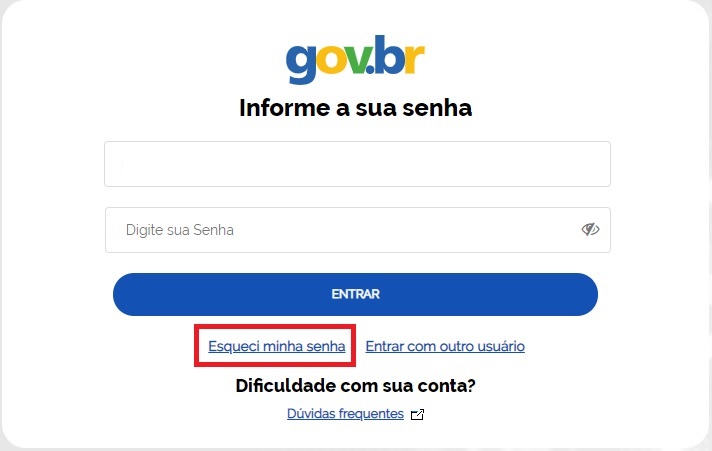 gov.br
Informe a sua senha
Digite sua Senha
ENTRAR
Esqueci minha senha Entrar com outro usuário
Dificuldade com sua conta?
Dúvidas frequentes